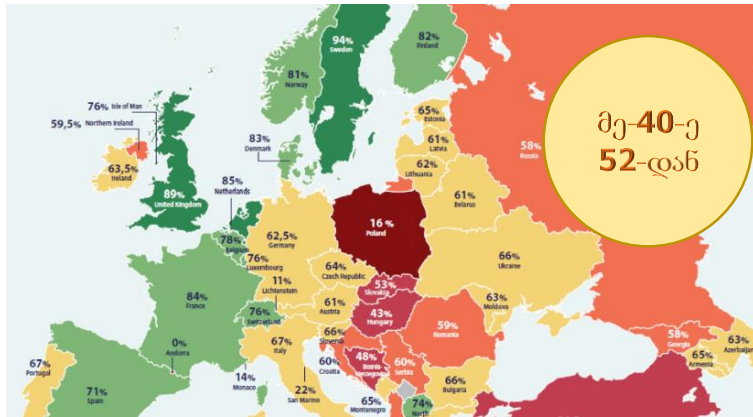 94%
Sweden
82%
Finland
81%
Norway
76%
Isle of Man
59,5%
Northern Ireland
63,5%
Ireland
89%
United Kingdom
83%
Denmark
65%
Estonia
61%
Latvia
62%
Lithuania
58%
Russia
61%
Belarus
85%
Netherlands
78%
Belgium
76%
Luxembourg
62,5%
Germany
16%
Poland
64%
Czech Republic
66%
Ukraine
11%
Liechtenstein
53%
Slovakia
84%
France
76%
Switzerland
61%
Austria
43%
Hungary
63%
Moldova
59%
Romania
0%
Andorra
67%
Italy
66%
60%
Croatia
48%
60%
Serbia
67%
Portugal
71%
Spain
14%
Monaco
22%
San Marino
65%
Montenegro
74%
North
66%
Bulgaria
58%
Georgia
65%
Armenia
63%
Azerbaijan
მე-40-ე
52-დან